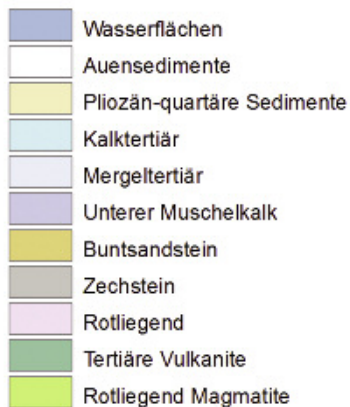 Wasserflächen
Auensedimente
Pliozän-quartäre Sedimente
Kalktertiär
Mergeltertiär
Unterer Muschelkalk
Buntsandstein
Zechstein
Rotliegend
Tertiäre Vulkanite
Rotliegend Magmatite